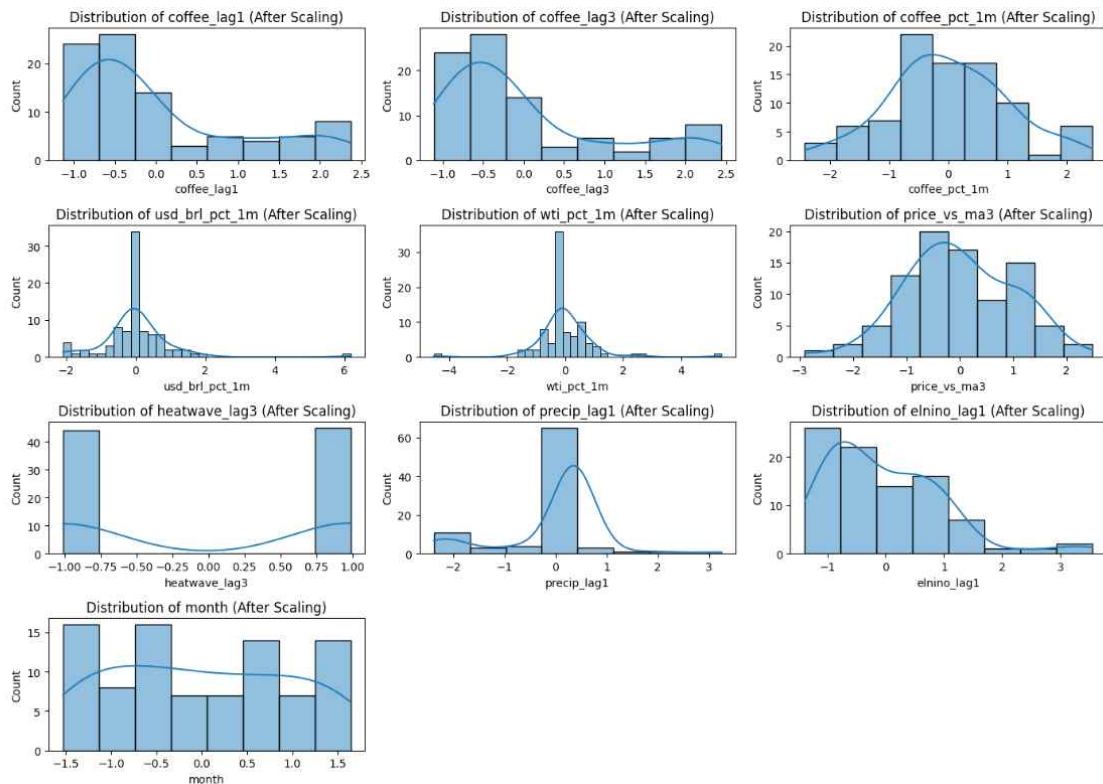 Distribution of coffee_lag1 (After Scaling)
Count
20
10
0
-1.0 -0.5 0.0 0.5 1.0 1.5 2.0 2.5
coffee_lag1
Distribution of coffee_lag3 (After Scaling)
Count
20
10
0
-1.0 -0.5 0.0 0.5 1.0 1.5 2.0 2.5
coffee_lag3
Distribution of coffee_pct_1m (After Scaling)
Count
20
15
10
5
0
-2 -1 0 1 2
coffee_pct_1m
Distribution of usd_brl_pct_1m (After Scaling)
Count
30
20
10
0
-2 0 2 4 6
usd_brl_pct_1m
Distribution of wti_pct_1m (After Scaling)
Count
30
20
10
0
-4 -2 0 2 4
wti_pct_1m
Distribution of price_vs_ma3 (After Scaling)
Count
20
15
10
5
0
-3 -2 -1 0 1 2
price_vs_ma3
Distribution of heatwave_lag3 (After Scaling)
Count
40
30
20
10
0
-1.00 -0.75 -0.50 -0.25 0.00 0.25 0.50 0.75 1.00
heatwave_lag3
Distribution of precip_lag1 (After Scaling)
Count
60
40
20
0
-2 -1 0 1 2 3
precip_lag1
Distribution of elnino_lag1 (After Scaling)
Count
20
10
0
-1 0 1 2 3
elnino_lag1
Distribution of month (After Scaling)
Count
15
10
5
0
-1.5 -1.0 -0.5 0.0 0.5 1.0 1.5
month